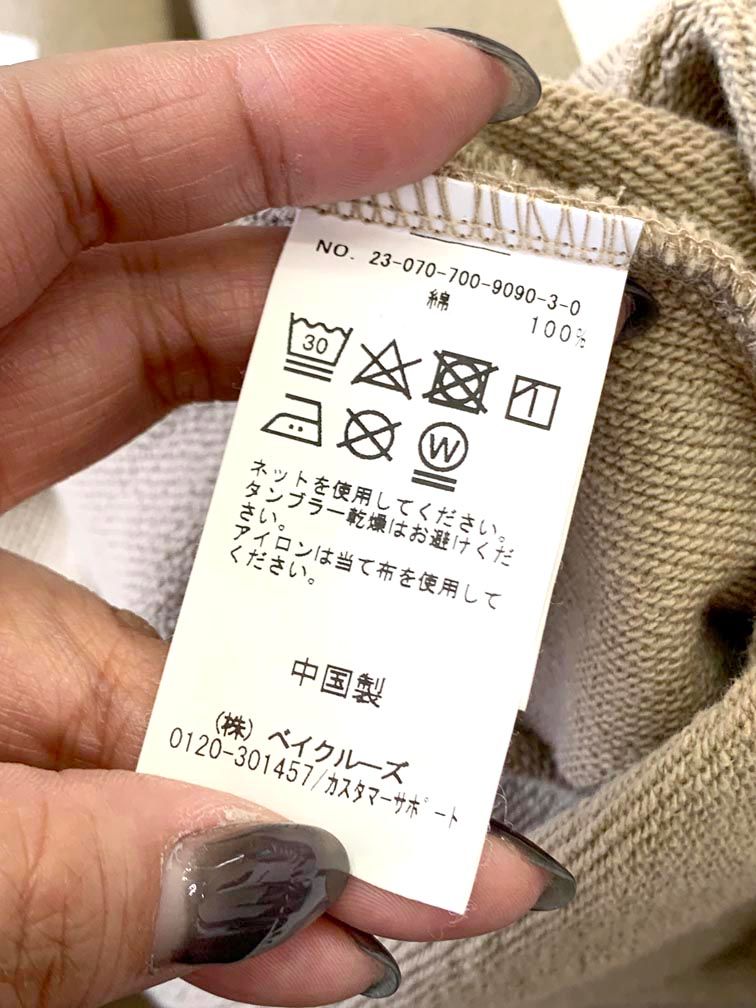 NO. 23-070-700-9090-3-0
綿 100%
30
W
ネットを使用してください。
タンブラー乾燥はお避けくだ
さい。
アイロンは当て布を使用して
ください。
中国製
(株) ベイクルーズ
0120-301457/カスタマーサポート